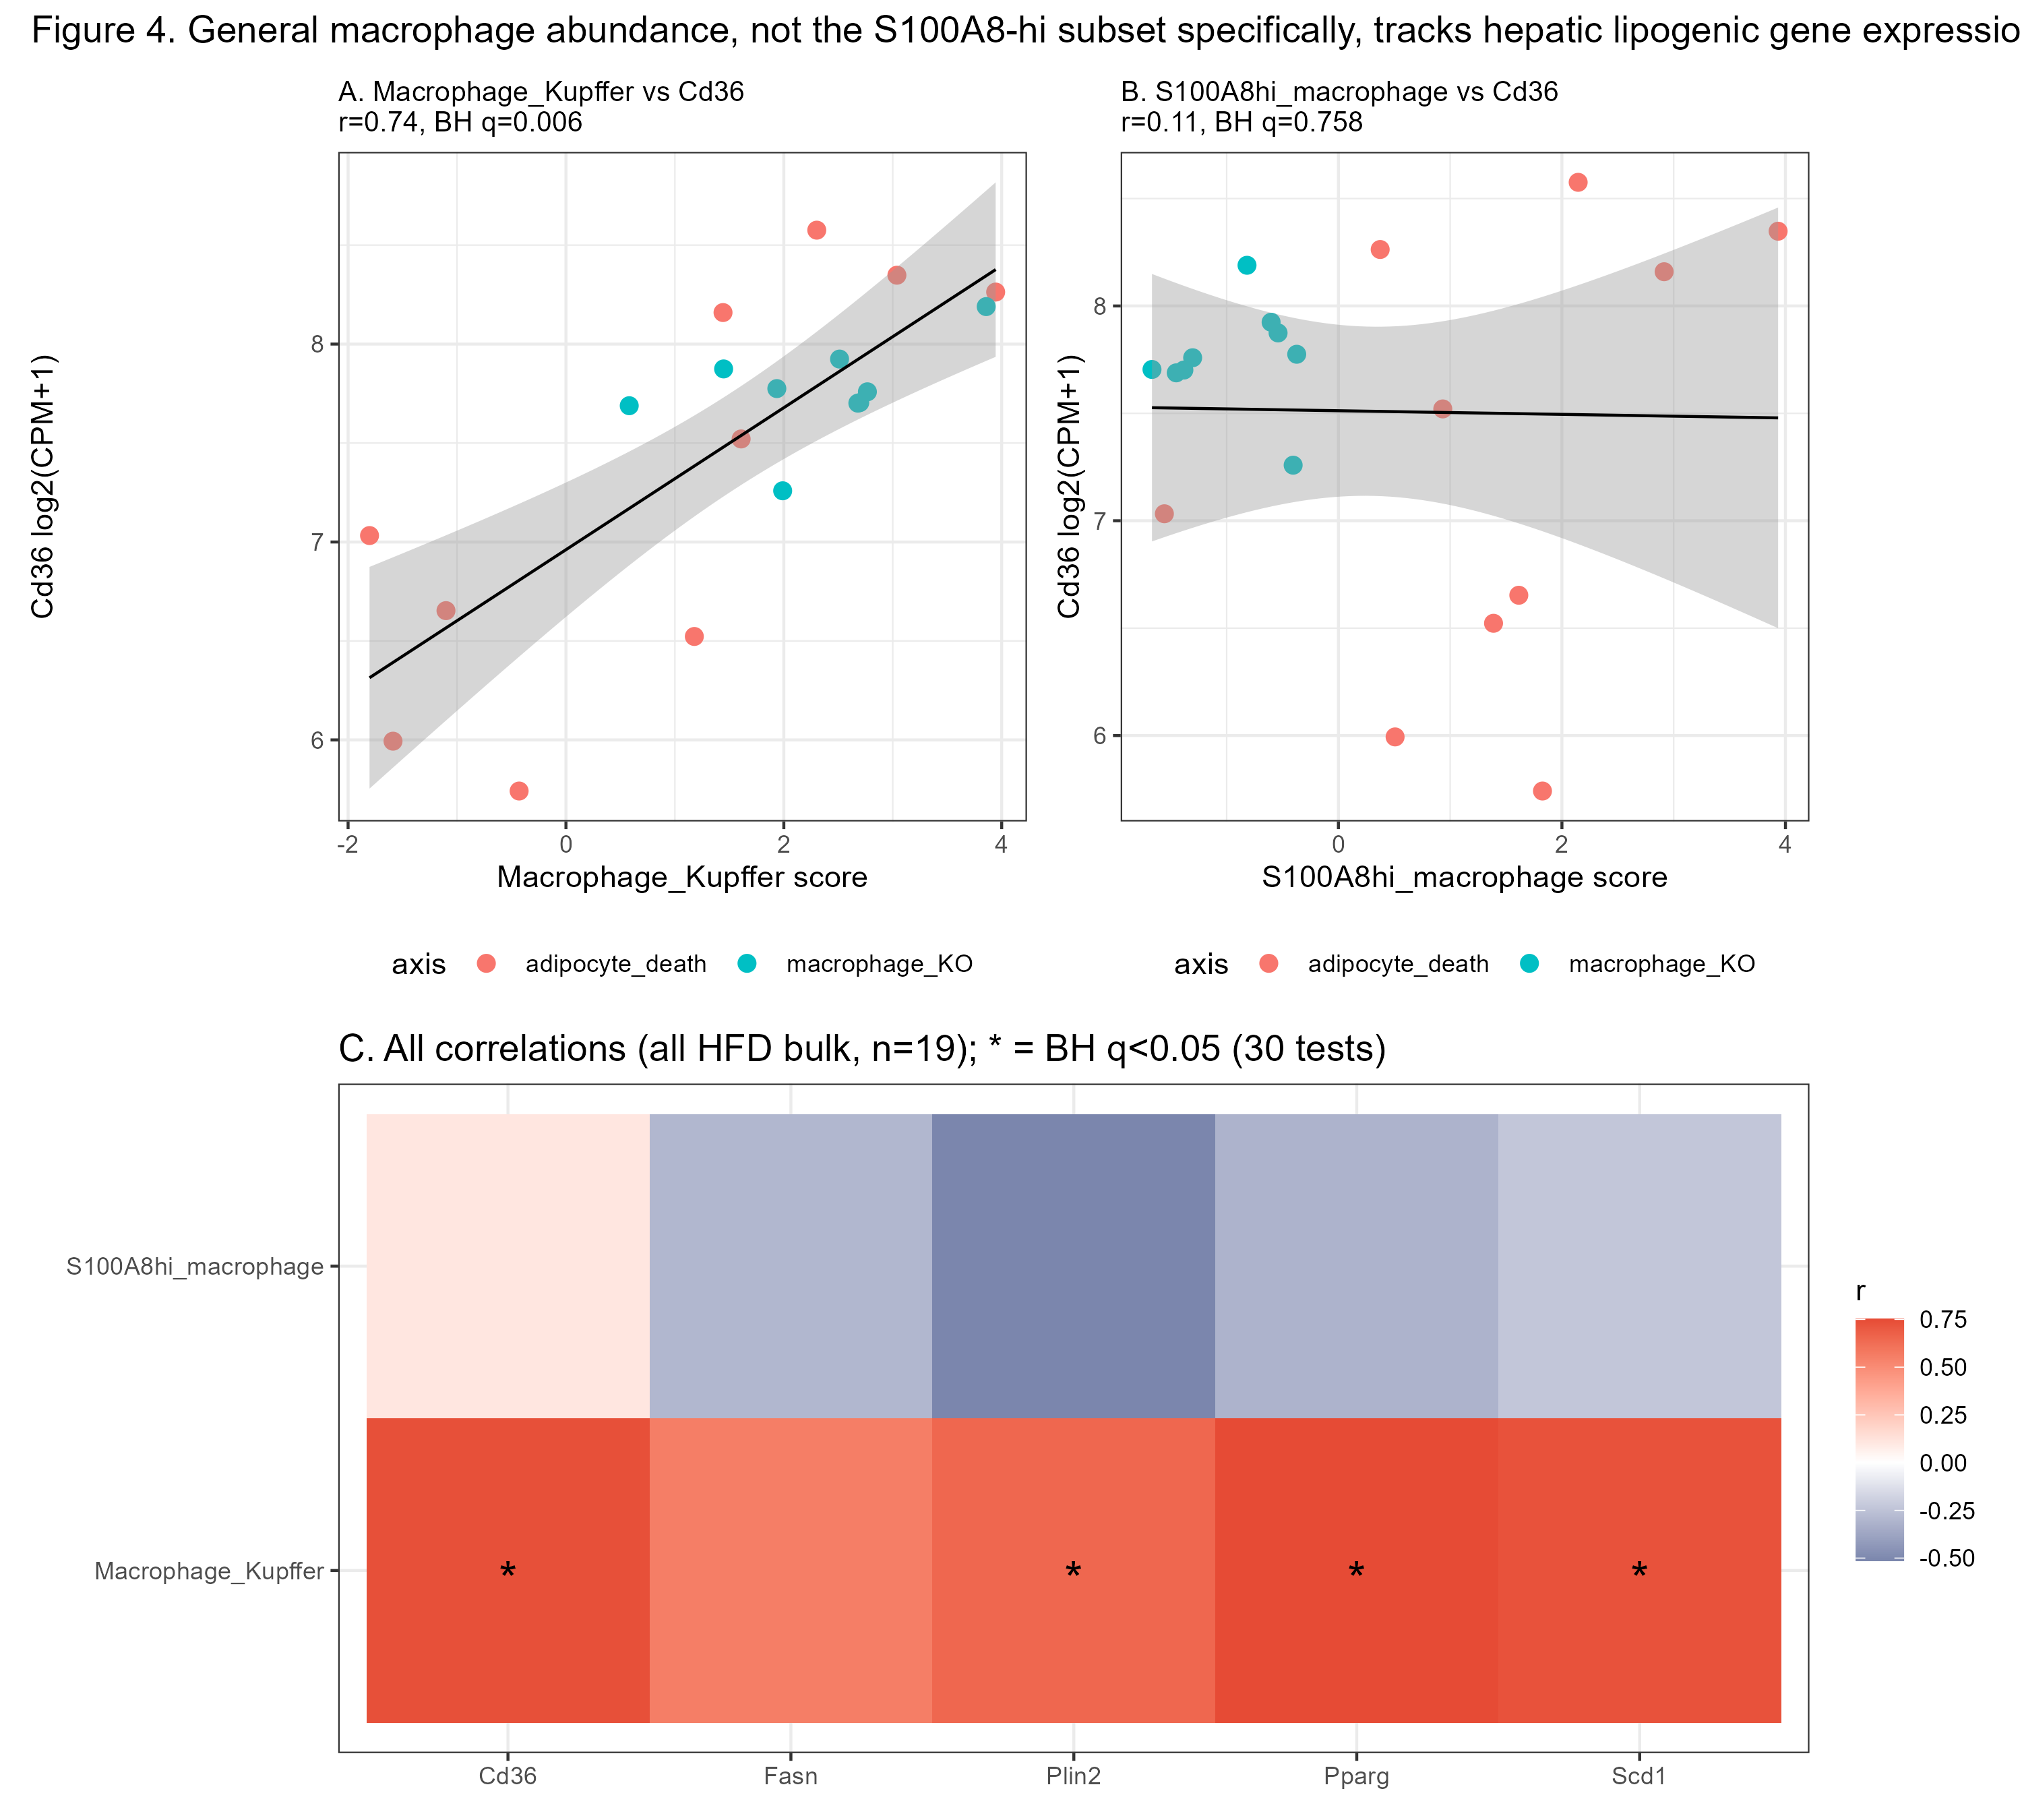 Figure 4. General macrophage abundance, not the S100A8-hi subset specifically, tracks hepatic lipogenic gene expressio
A. Macrophage_Kupffer vs Cd36
r=0.74, BH q=0.006
Cd36 log2(CPM+1)
8
7
6
-2
0
2
4
Macrophage_Kupffer score
axis
adipocyte_death
macrophage_KO
B. S100A8hi_macrophage vs Cd36
r=0.11, BH q=0.758
Cd36 log2(CPM+1)
8
7
6
0
2
4
S100A8hi_macrophage score
axis
adipocyte_death
macrophage_KO
C. All correlations (all HFD bulk, n=19); * = BH q<0.05 (30 tests)
S100A8hi_macrophage
Macrophage_Kupffer
*
*
*
*
Cd36
Fasn
Plin2
Pparg
Scd1
r
0.75
0.50
0.25
0.00
-0.25
-0.50